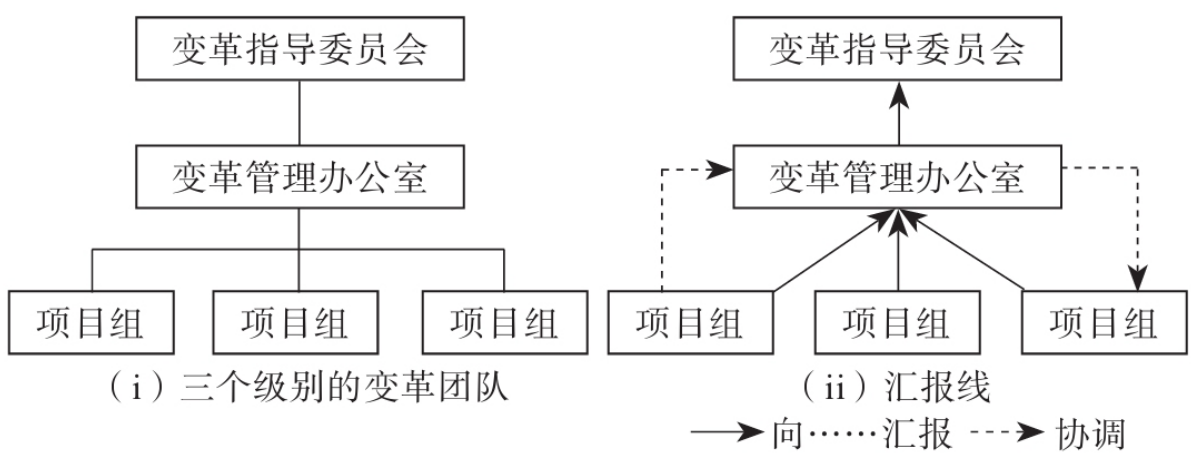 变革指导委员会
变革管理办公室
项目组 项目组 项目组
（i）三个级别的变革团队
变革指导委员会
变革管理办公室
项目组 项目组 项目组
（ii）汇报线
向……汇报 协调